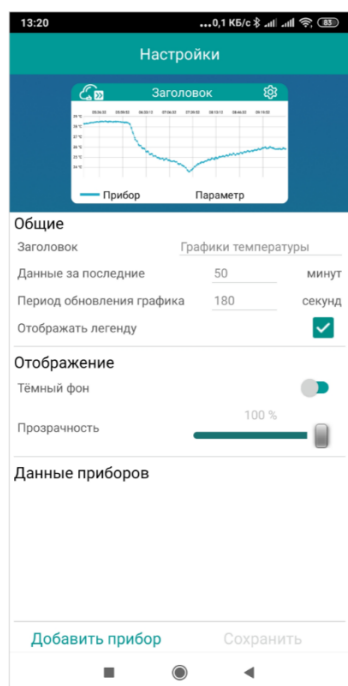 13:20 ...0,1 КБ/с 83
Настройки
Заголовок
Прибор Параметр
Общие
Заголовок Графики температуры
Данные за последние 50 минут
Период обновления графика 180 секунд
Отображать легенду
Отображение
Тёмный фон
100 %
Прозрачность
Данные приборов
Добавить прибор Сохранить